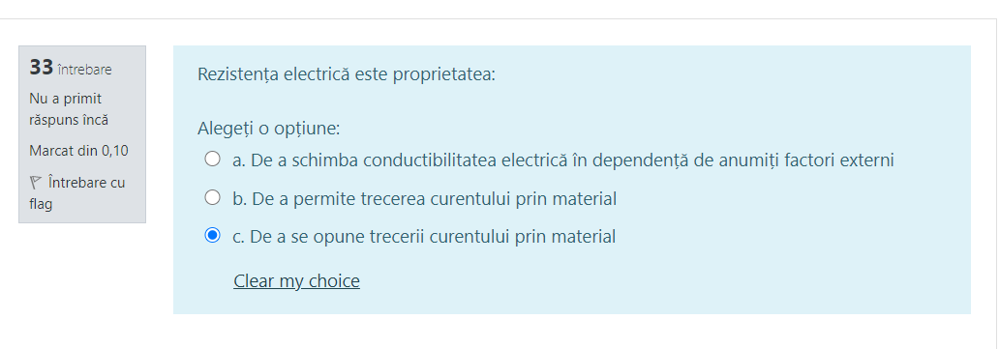 33 întrebare
Nu a primit
răspuns încă
Marcat din 0,10
Întrebare cu
flag
Rezistența electrică este proprietatea:
Alegeți o opțiune:
a. De a schimba conductibilitatea electrică în dependență de anumiți factori externi
b. De a permite trecerea curentului prin material
c. De a se opune trecerii curentului prin material
Clear my choice